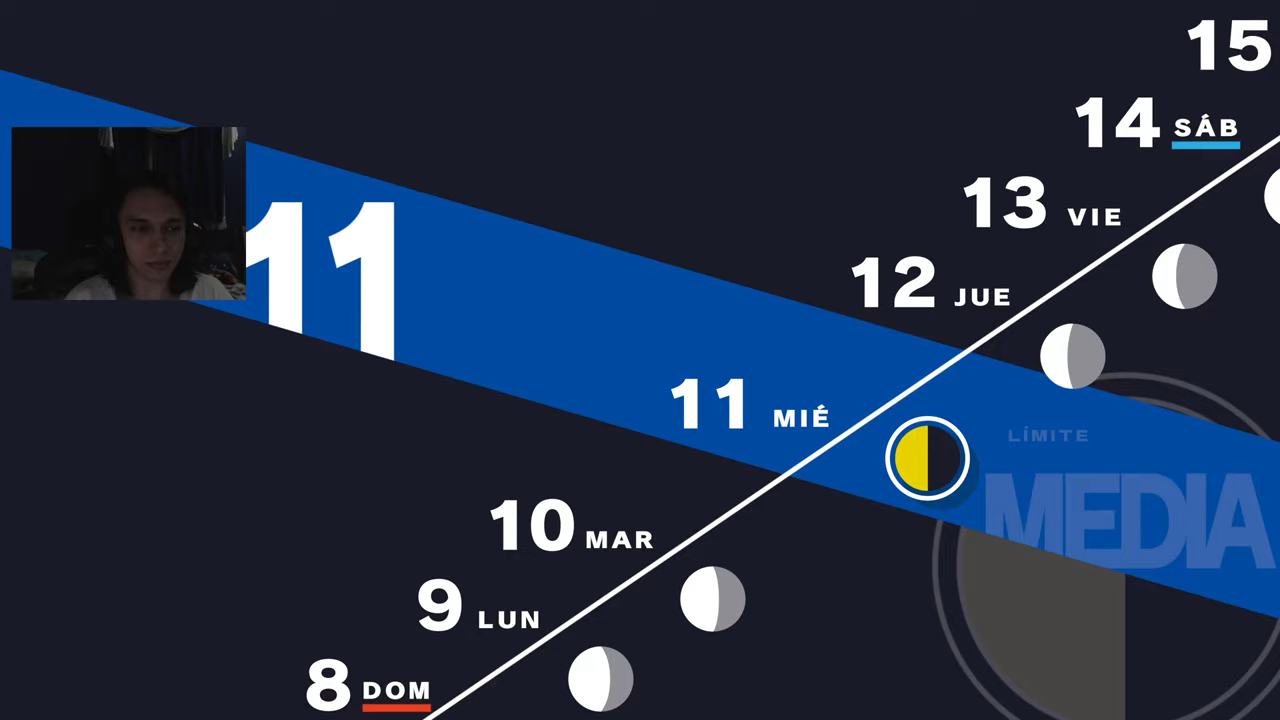 15
14 SÁB
13 VIE
12 JUE
11
11 MIÉ
LÍMITE
MEDIA
10 MAR
9 LUN
8 DOM